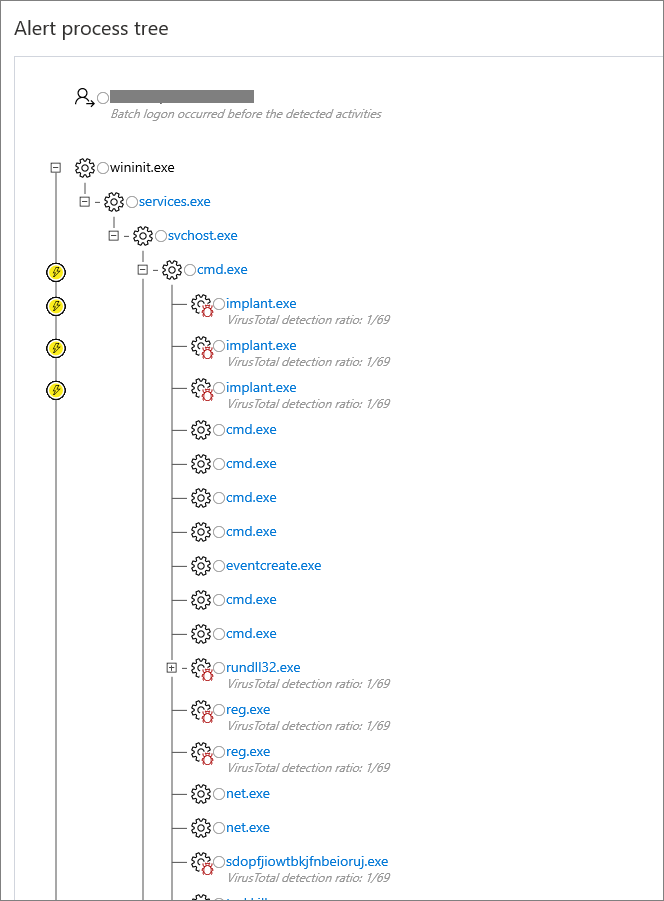 Alert process tree
Batch logon occurred before the detected activities
wininit.exe
services.exe
svchost.exe
cmd.exe
implant.exe
VirusTotal detection ratio: 1/69
implant.exe
VirusTotal detection ratio: 1/69
implant.exe
VirusTotal detection ratio: 1/69
cmd.exe
cmd.exe
cmd.exe
cmd.exe
eventcreate.exe
cmd.exe
cmd.exe
rundll32.exe
VirusTotal detection ratio: 1/69
reg.exe
VirusTotal detection ratio: 1/69
reg.exe
VirusTotal detection ratio: 1/69
net.exe
net.exe
sdopfjiowtbkjfnbeioruj.exe
VirusTotal detection ratio: 1/69